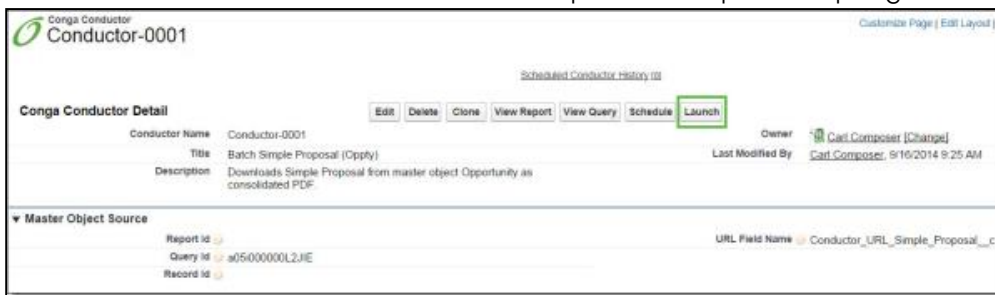 Conga Conductor
Conductor-0001
Customize Page | Edit Layout |
Scheduled Conductor History [0]
Conga Conductor Detail
Edit Delete Clone View Report View Query Schedule Launch
Conductor Name Conductor-0001 Owner Carl Composer [Change]
Title Batch Simple Proposal (Oppty) Last Modified By Carl Composer, 9/16/2014 9:25 AM
Description Downloads Simple Proposal from master object Opportunity as
consolidated PDF.
Master Object Source
Report Id URL Field Name Conductor_URL_Simple_Proposal__c
Query Id a05i000000L2JIE
Record Id